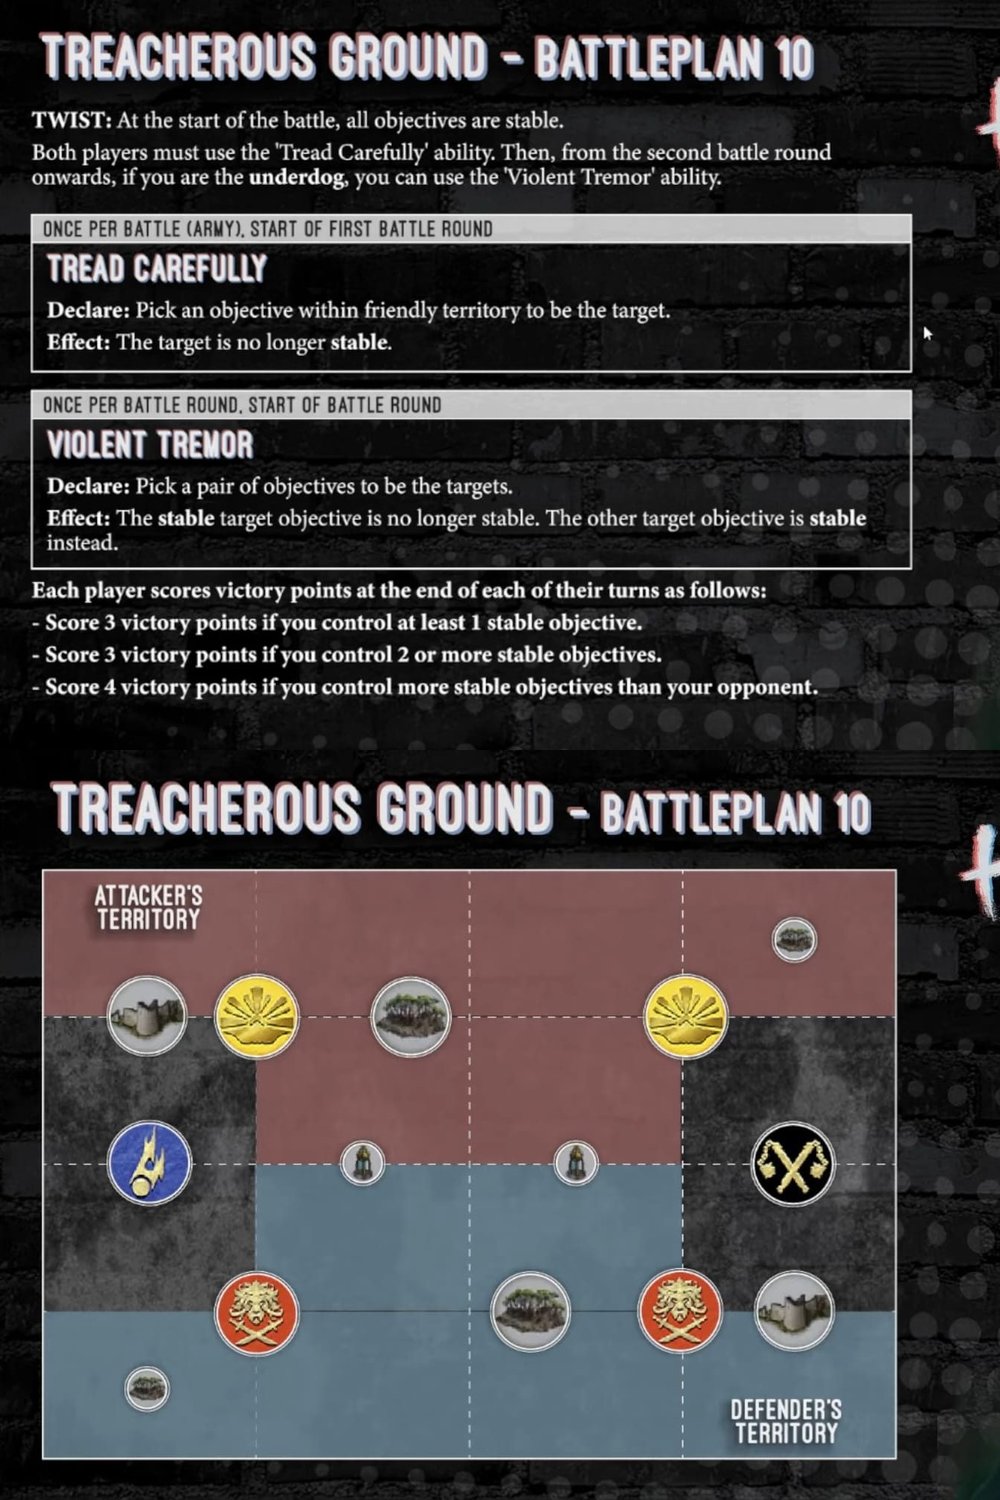 TREACHEROUS GROUND - BATTLEPLAN 10
TWIST: At the start of the battle, all objectives are stable.
Both players must use the 'Tread Carefully' ability. Then, from the second battle round
onwards, if you are the underdog, you can use the 'Violent Tremor' ability.
ONCE PER BATTLE (ARMY), START OF FIRST BATTLE ROUND
TREAD CAREFULLY
Declare: Pick an objective within friendly territory to be the target.
Effect: The target is no longer stable.
ONCE PER BATTLE ROUND, START OF BATTLE ROUND
VIOLENT TREMOR
Declare: Pick a pair of objectives to be the targets.
Effect: The stable target objective is no longer stable. The other target objective is stable
instead.
Each player scores victory points at the end of each of their turns as follows:
- Score 3 victory points if you control at least 1 stable objective.
- Score 3 victory points if you control 2 or more stable objectives.
- Score 4 victory points if you control more stable objectives than your opponent.
TREACHEROUS GROUND - BATTLEPLAN 10
ATTACKER'S
TERRITORY
DEFENDER'S
TERRITORY